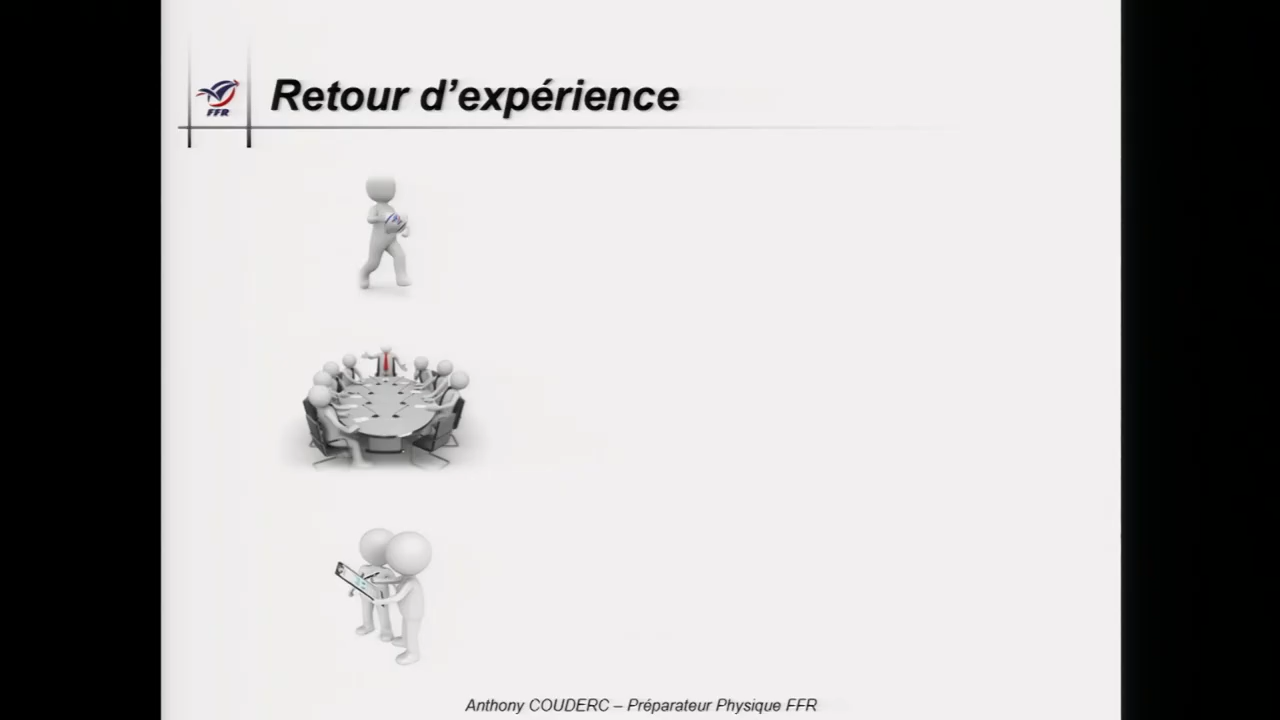 FFR
Retour d'expérience
Anthony COUDERC – Préparateur Physique FFR